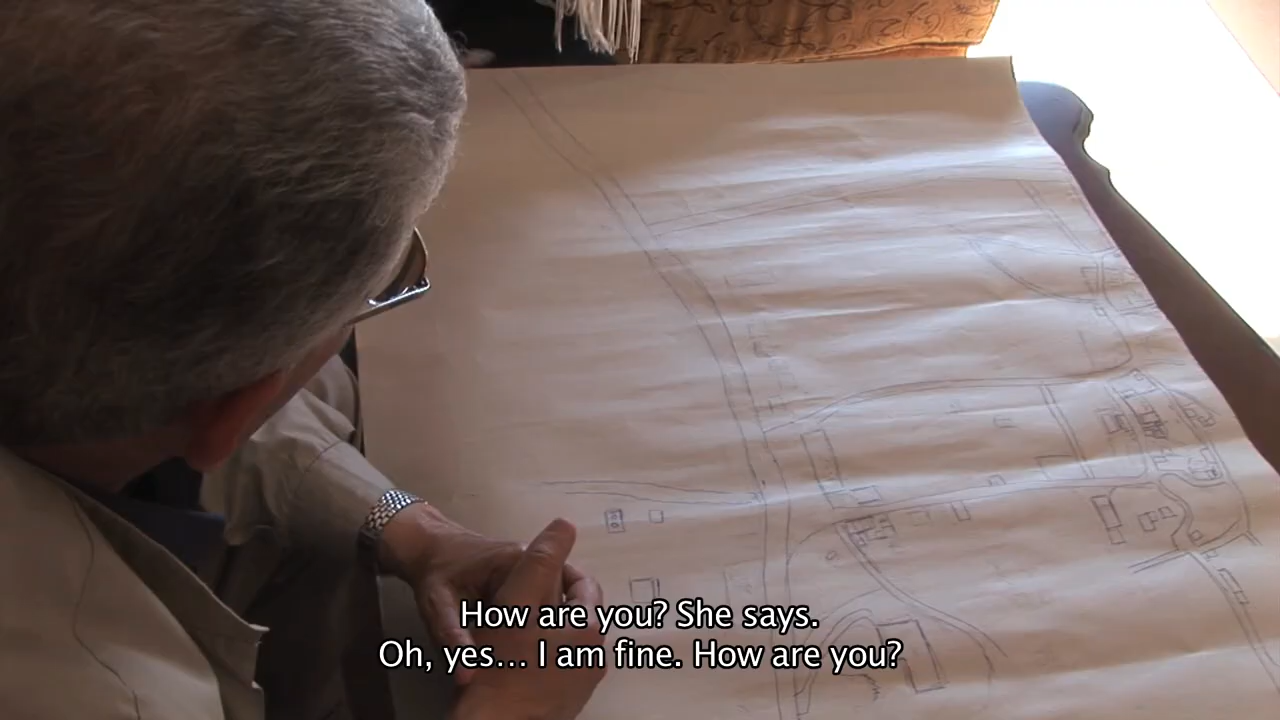 How are you? She says.
Oh, yes… I am fine. How are you?